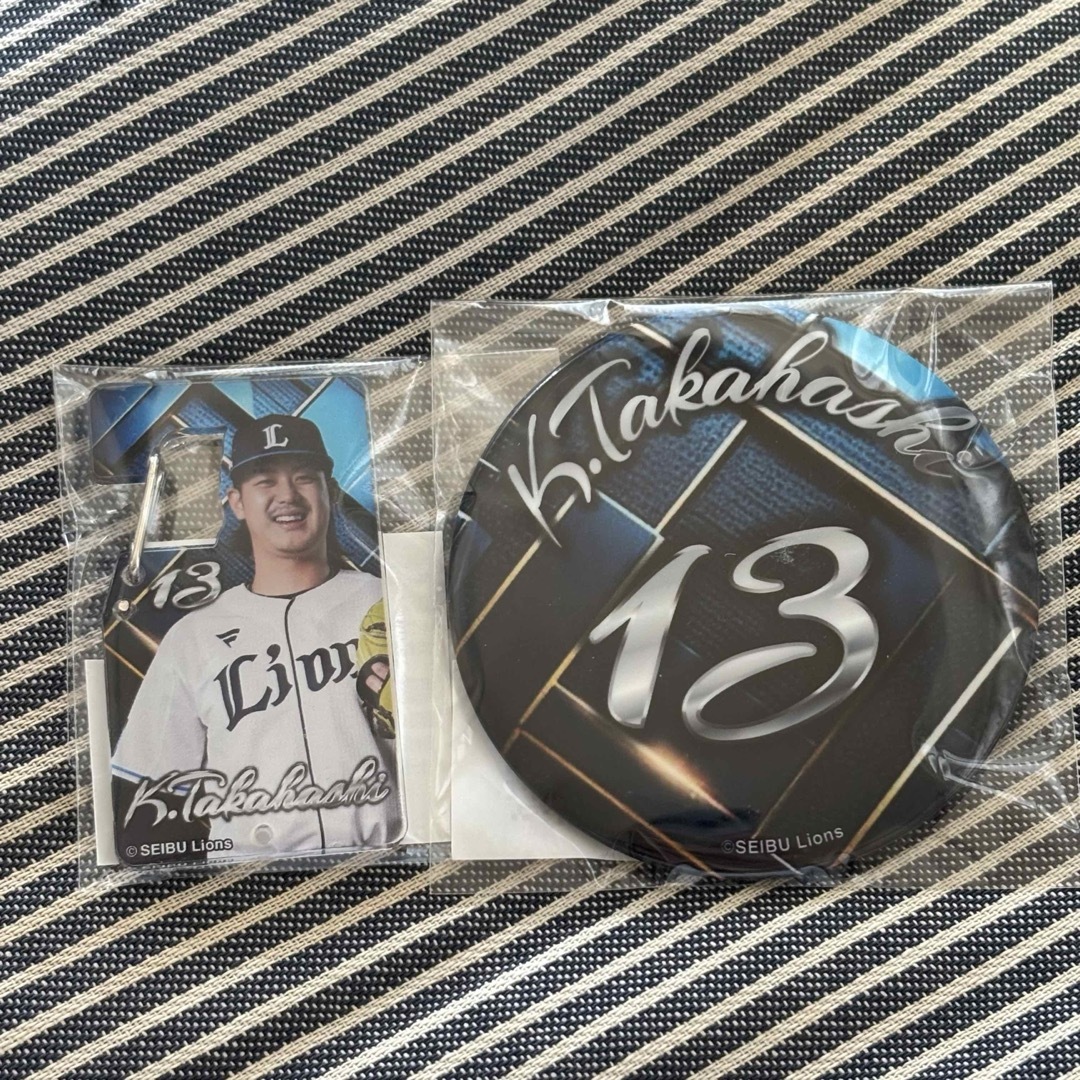 L
13
Lions
K.Takahashi
© SEIBU Lions
K.Takahashi
13
©SEIBU Lions